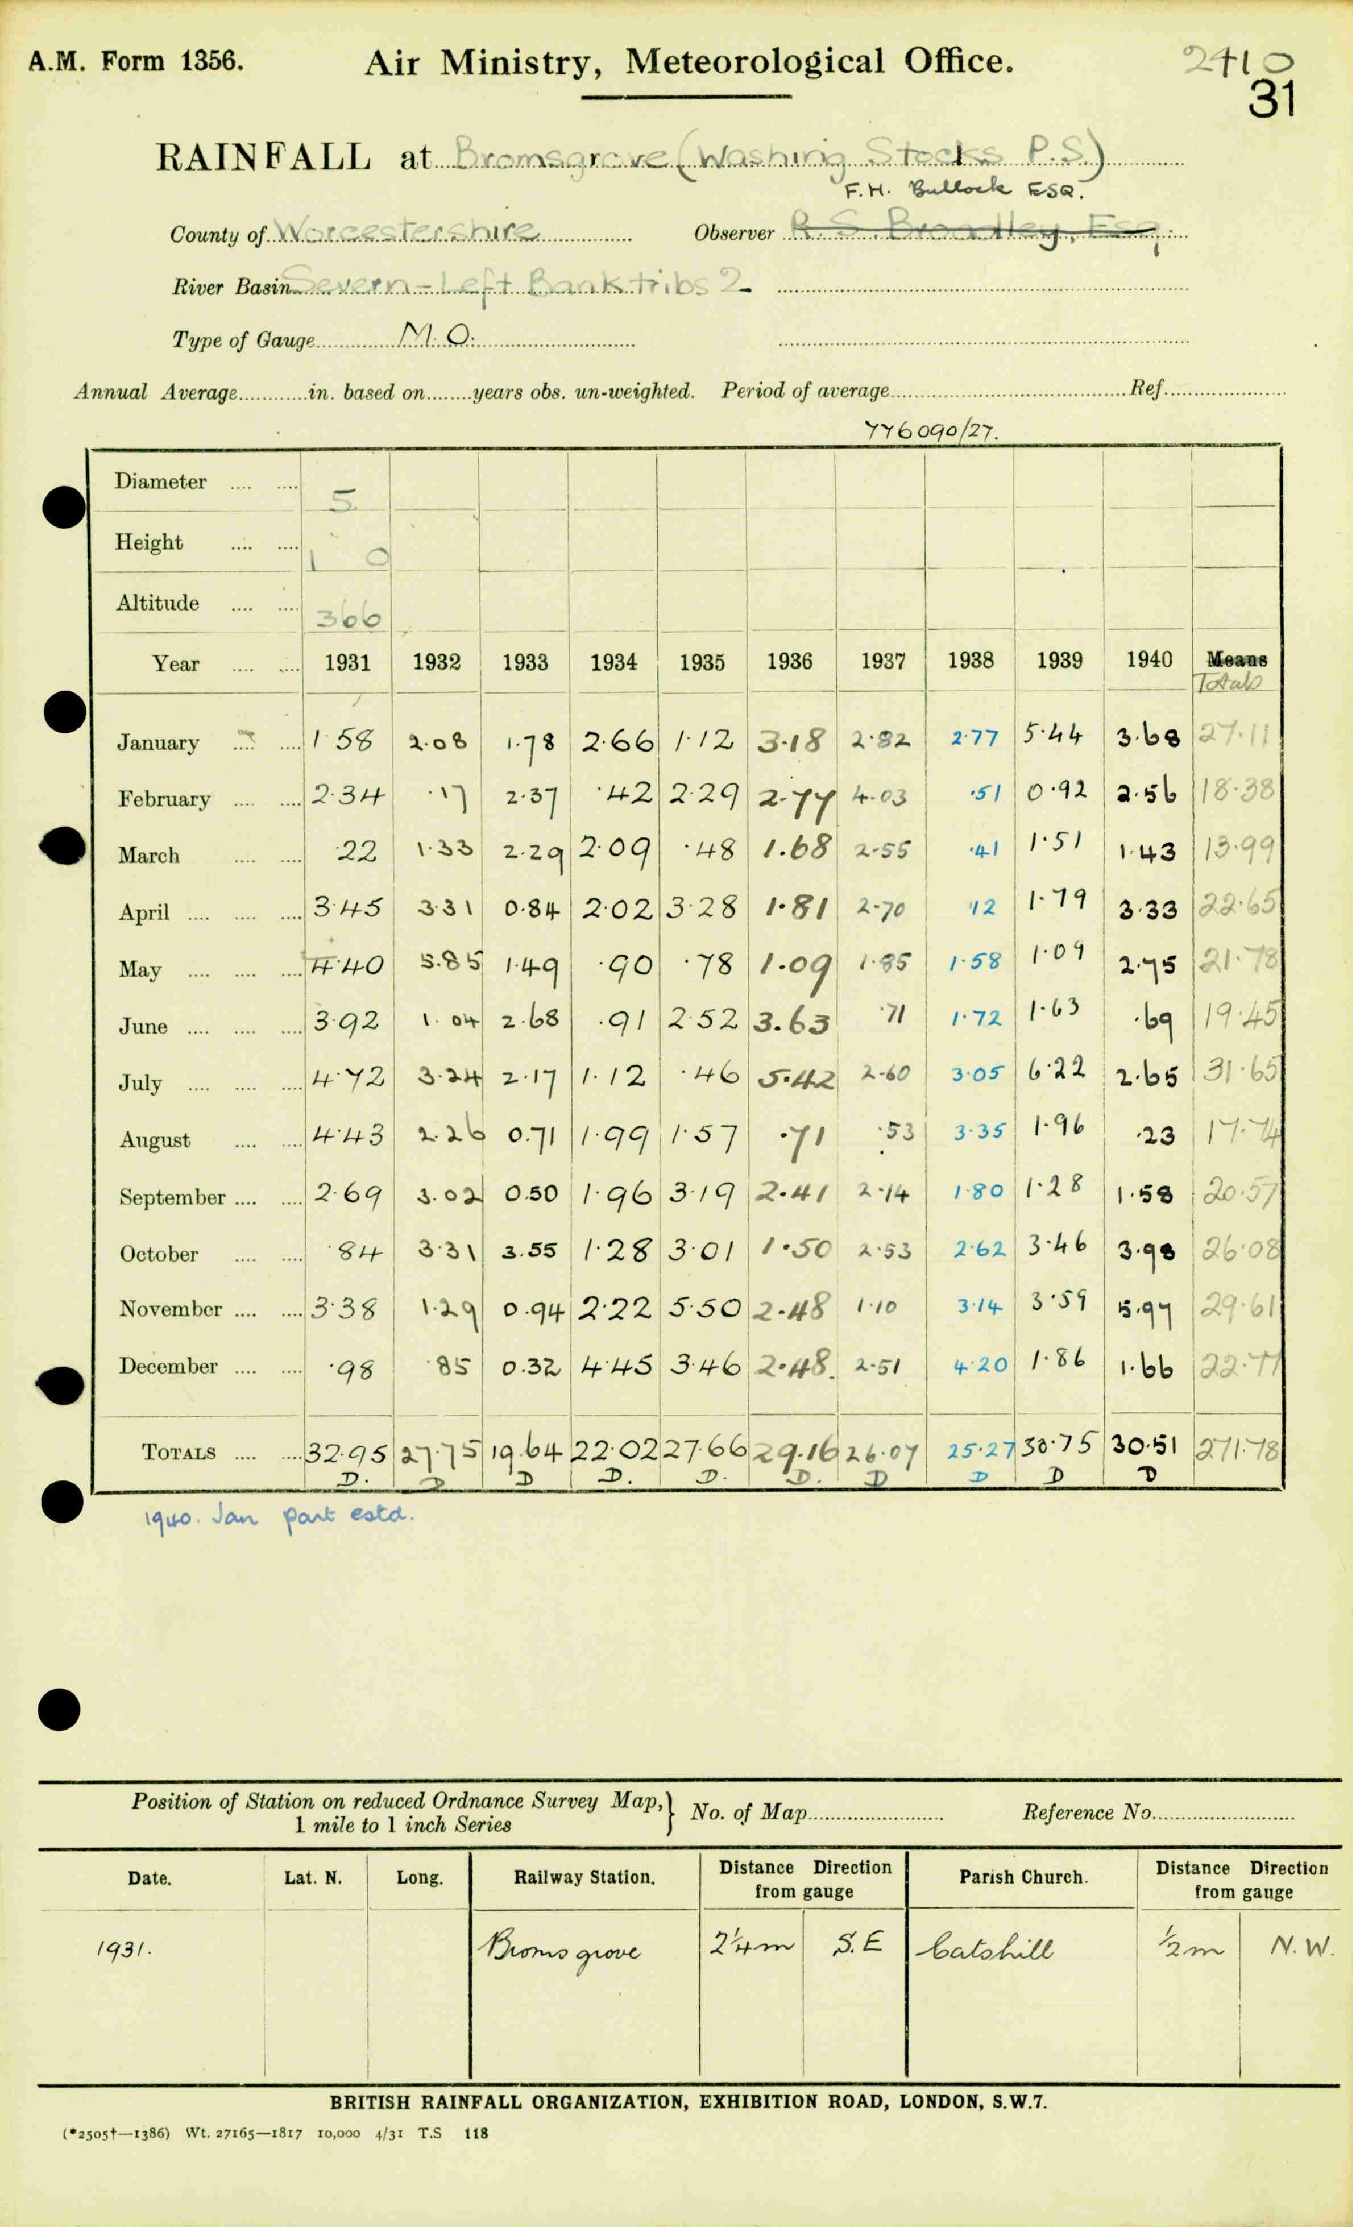 A.M. Form 1356. Air Ministry, Meteorological Office. 2410
31
RAINFALL at Bromsgrove (Washing Stocks P.S.)
F.H. Bullock ESQ.
County of Worcestershire Observer R. S. Broadley, Esq.
River Basin Severn - Left Bank tribs 2
Type of Gauge M.O.
Annual Average in. based on years obs. un-weighted. Period of average Ref.
776090/27.
Diameter 5
Height 1 0
Altitude 366
Year 1931 1932 1933 1934 1935 1936 1937 1938 1939 1940 Means
Totals
January 1.58 2.08 1.78 2.66 1.12 3.18 2.82 2.77 5.44 3.68 27.11
February 2.34 .17 2.37 .42 2.29 2.77 4.03 .51 0.92 2.56 18.38
March .22 1.33 2.29 2.09 .48 1.68 2.55 .41 1.51 1.43 13.99
April 3.45 3.31 0.84 2.02 3.28 1.81 2.70 .12 1.79 3.33 22.65
May 4.40 5.85 1.49 .90 .78 1.09 1.85 1.58 1.09 2.75 21.78
June 3.92 1.04 2.68 .91 2.52 3.63 .71 1.72 1.63 .69 19.45
July 4.72 3.24 2.17 1.12 .46 5.42 2.60 3.05 6.22 2.65 31.65
August 4.43 2.26 0.71 1.99 1.57 .71 .53 3.35 1.96 .23 17.74
September 2.69 3.02 0.50 1.96 3.19 2.41 2.14 1.80 1.28 1.58 20.57
October .84 3.31 3.55 1.28 3.01 1.50 2.53 2.62 3.46 3.98 26.08
November 3.38 1.29 0.94 2.22 5.50 2.48 1.10 3.14 3.59 5.97 29.61
December .98 .85 0.32 4.45 3.46 2.48 2.51 4.20 1.86 1.66 22.77
TOTALS 32.95 27.75 19.64 22.02 27.66 29.16 26.07 25.27 30.75 30.51 271.78
D. D D D. D. D. D D D D
1940. Jan part estd.
Position of Station on reduced Ordnance Survey Map, } No. of Map Reference No.
1 mile to 1 inch Series
Date. Lat. N. Long. Railway Station. Distance Direction from gauge Parish Church. Distance Direction from gauge
1931. Bromsgrove 2¼m S.E Catshill ½m N.W.
BRITISH RAINFALL ORGANIZATION, EXHIBITION ROAD, LONDON, S.W.7.
(*2505†—1386) Wt. 27165—1817 10,000 4/31 T.S 118